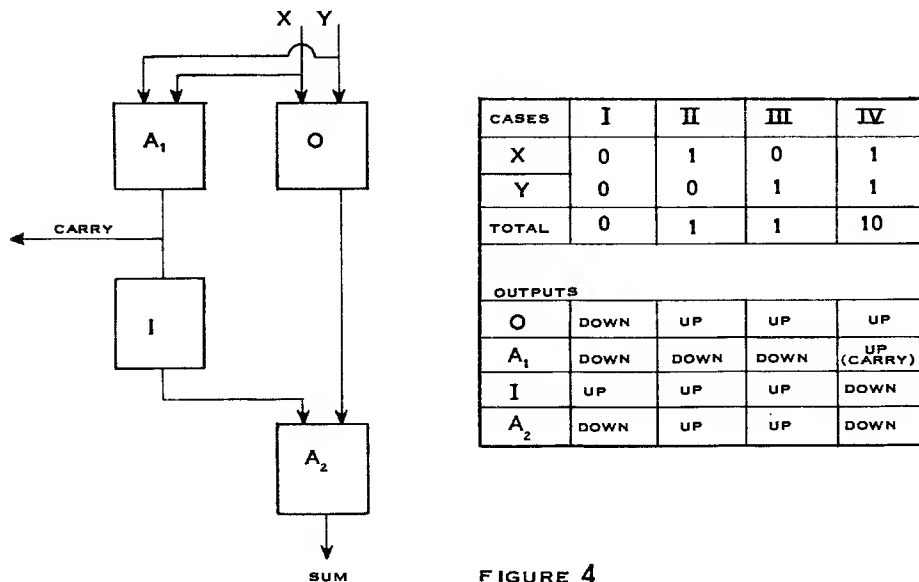 X Y
A1
O
CARRY
I
A2
SUM
CASES I II III IV
X 0 1 0 1
Y 0 0 1 1
TOTAL 0 1 1 10
OUTPUTS
O DOWN UP UP UP
A1 DOWN DOWN DOWN UP (CARRY)
I UP UP UP DOWN
A2 DOWN UP UP DOWN
FIGURE 4